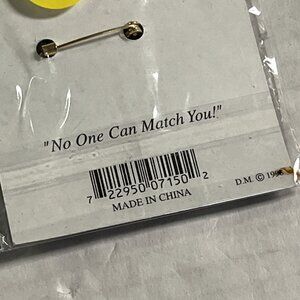 "No One Can Match You!"
7 22950 07150 2
MADE IN CHINA
D.M. ©